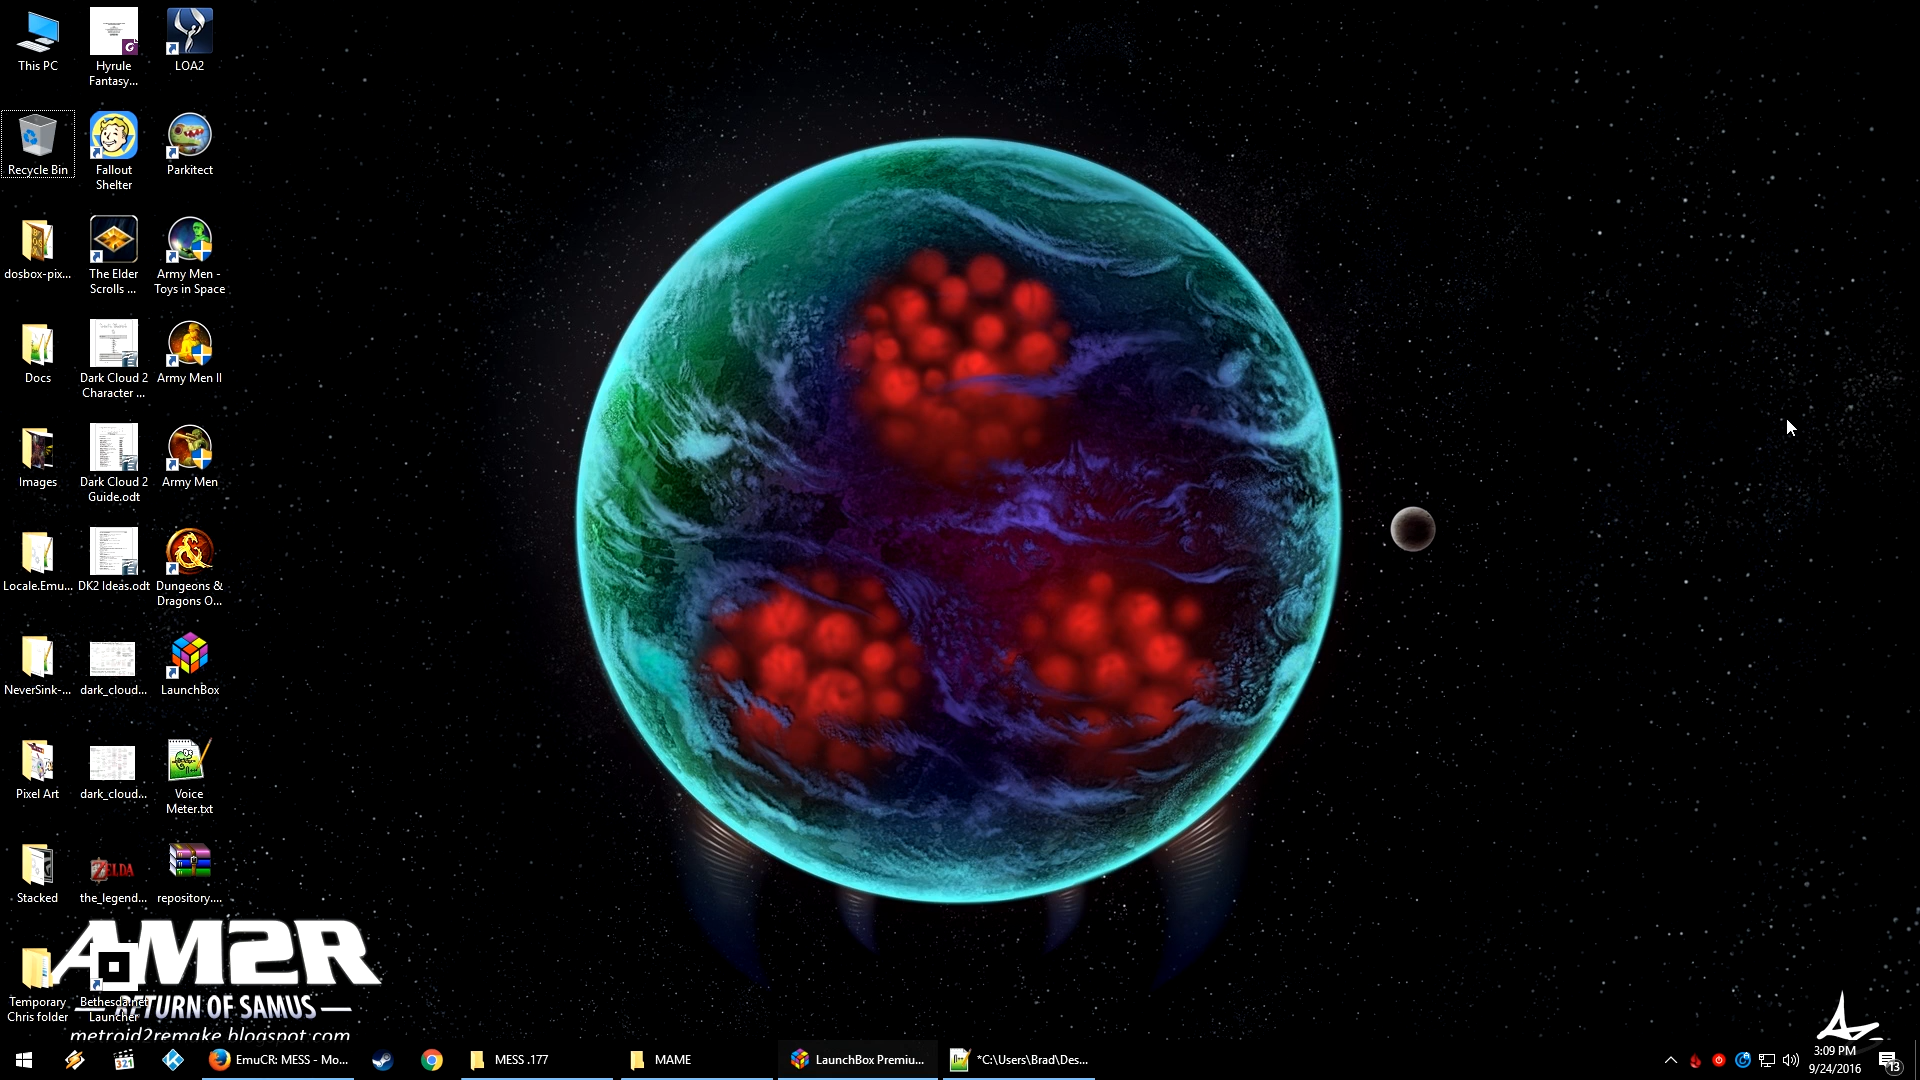 This PC
Hyrule
Fantasy...
LOA2
Recycle Bin
Fallout
Shelter
Parkitect
dosbox-pix...
The Elder
Scrolls ...
Army Men -
Toys in Space
Docs
Dark Cloud 2
Character ...
Army Men II
Images
Dark Cloud 2
Guide.odt
Army Men
Locale.Emu...
DK2 Ideas.odt
Dungeons &
Dragons O...
NeverSink-...
dark_cloud...
LaunchBox
Pixel Art
dark_cloud...
Voice
Meter.txt
Stacked
ZELDA
the_legend...
repository....
AM2R
RETURN OF SAMUS
metroid2remake.blogspot.com
Temporary
Chris folder
Bethesda.net
Launcher
321
EmuCR: MESS - Mo...
MESS .177
MAME
LaunchBox Premiu...
*C:\Users\Brad\Des...
3:09 PM
9/24/2016
13